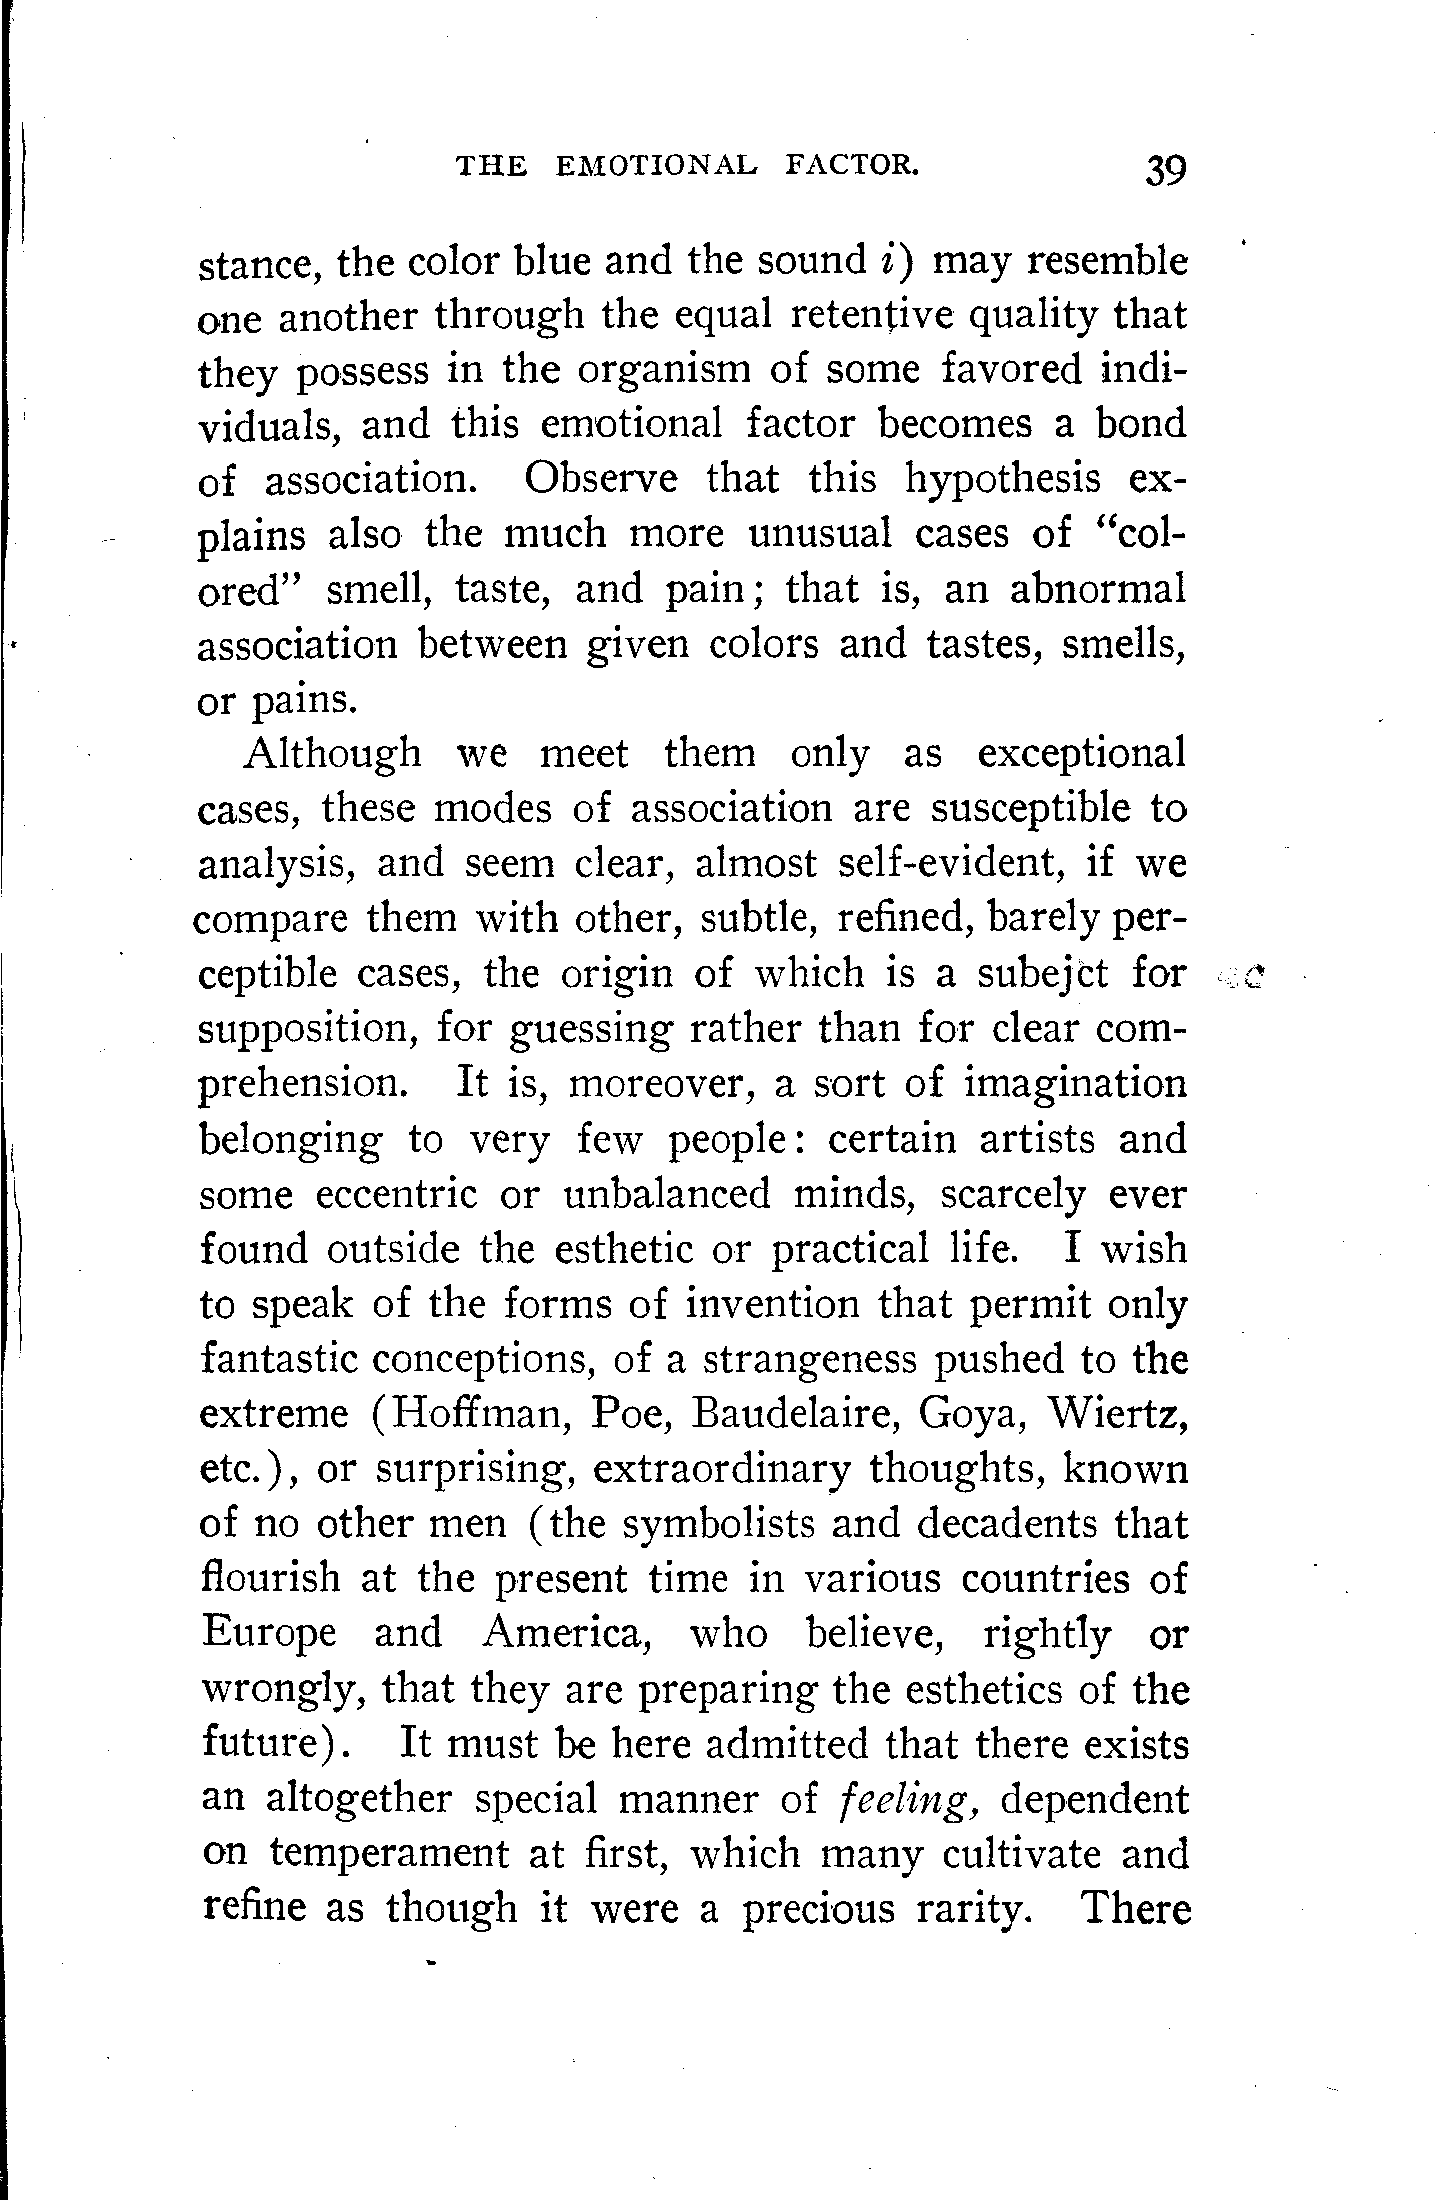 THE EMOTIONAL FACTOR. 39
stance, the color blue and the sound i) may resemble
one another through the equal retentive quality that
they possess in the organism of some favored indi-
viduals, and this emotional factor becomes a bond
of association. Observe that this hypothesis ex-
plains also the much more unusual cases of “col-
ored” smell, taste, and pain; that is, an abnormal
association between given colors and tastes, smells,
or pains.
Although we meet them only as exceptional
cases, these modes of association are susceptible to
analysis, and seem clear, almost self-evident, if we
compare them with other, subtle, refined, barely per-
ceptible cases, the origin of which is a subejct for
supposition, for guessing rather than for clear com-
prehension. It is, moreover, a sort of imagination
belonging to very few people: certain artists and
some eccentric or unbalanced minds, scarcely ever
found outside the esthetic or practical life. I wish
to speak of the forms of invention that permit only
fantastic conceptions, of a strangeness pushed to the
extreme (Hoffman, Poe, Baudelaire, Goya, Wiertz,
etc.), or surprising, extraordinary thoughts, known
of no other men (the symbolists and decadents that
flourish at the present time in various countries of
Europe and America, who believe, rightly or
wrongly, that they are preparing the esthetics of the
future). It must be here admitted that there exists
an altogether special manner of feeling, dependent
on temperament at first, which many cultivate and
refine as though it were a precious rarity. There